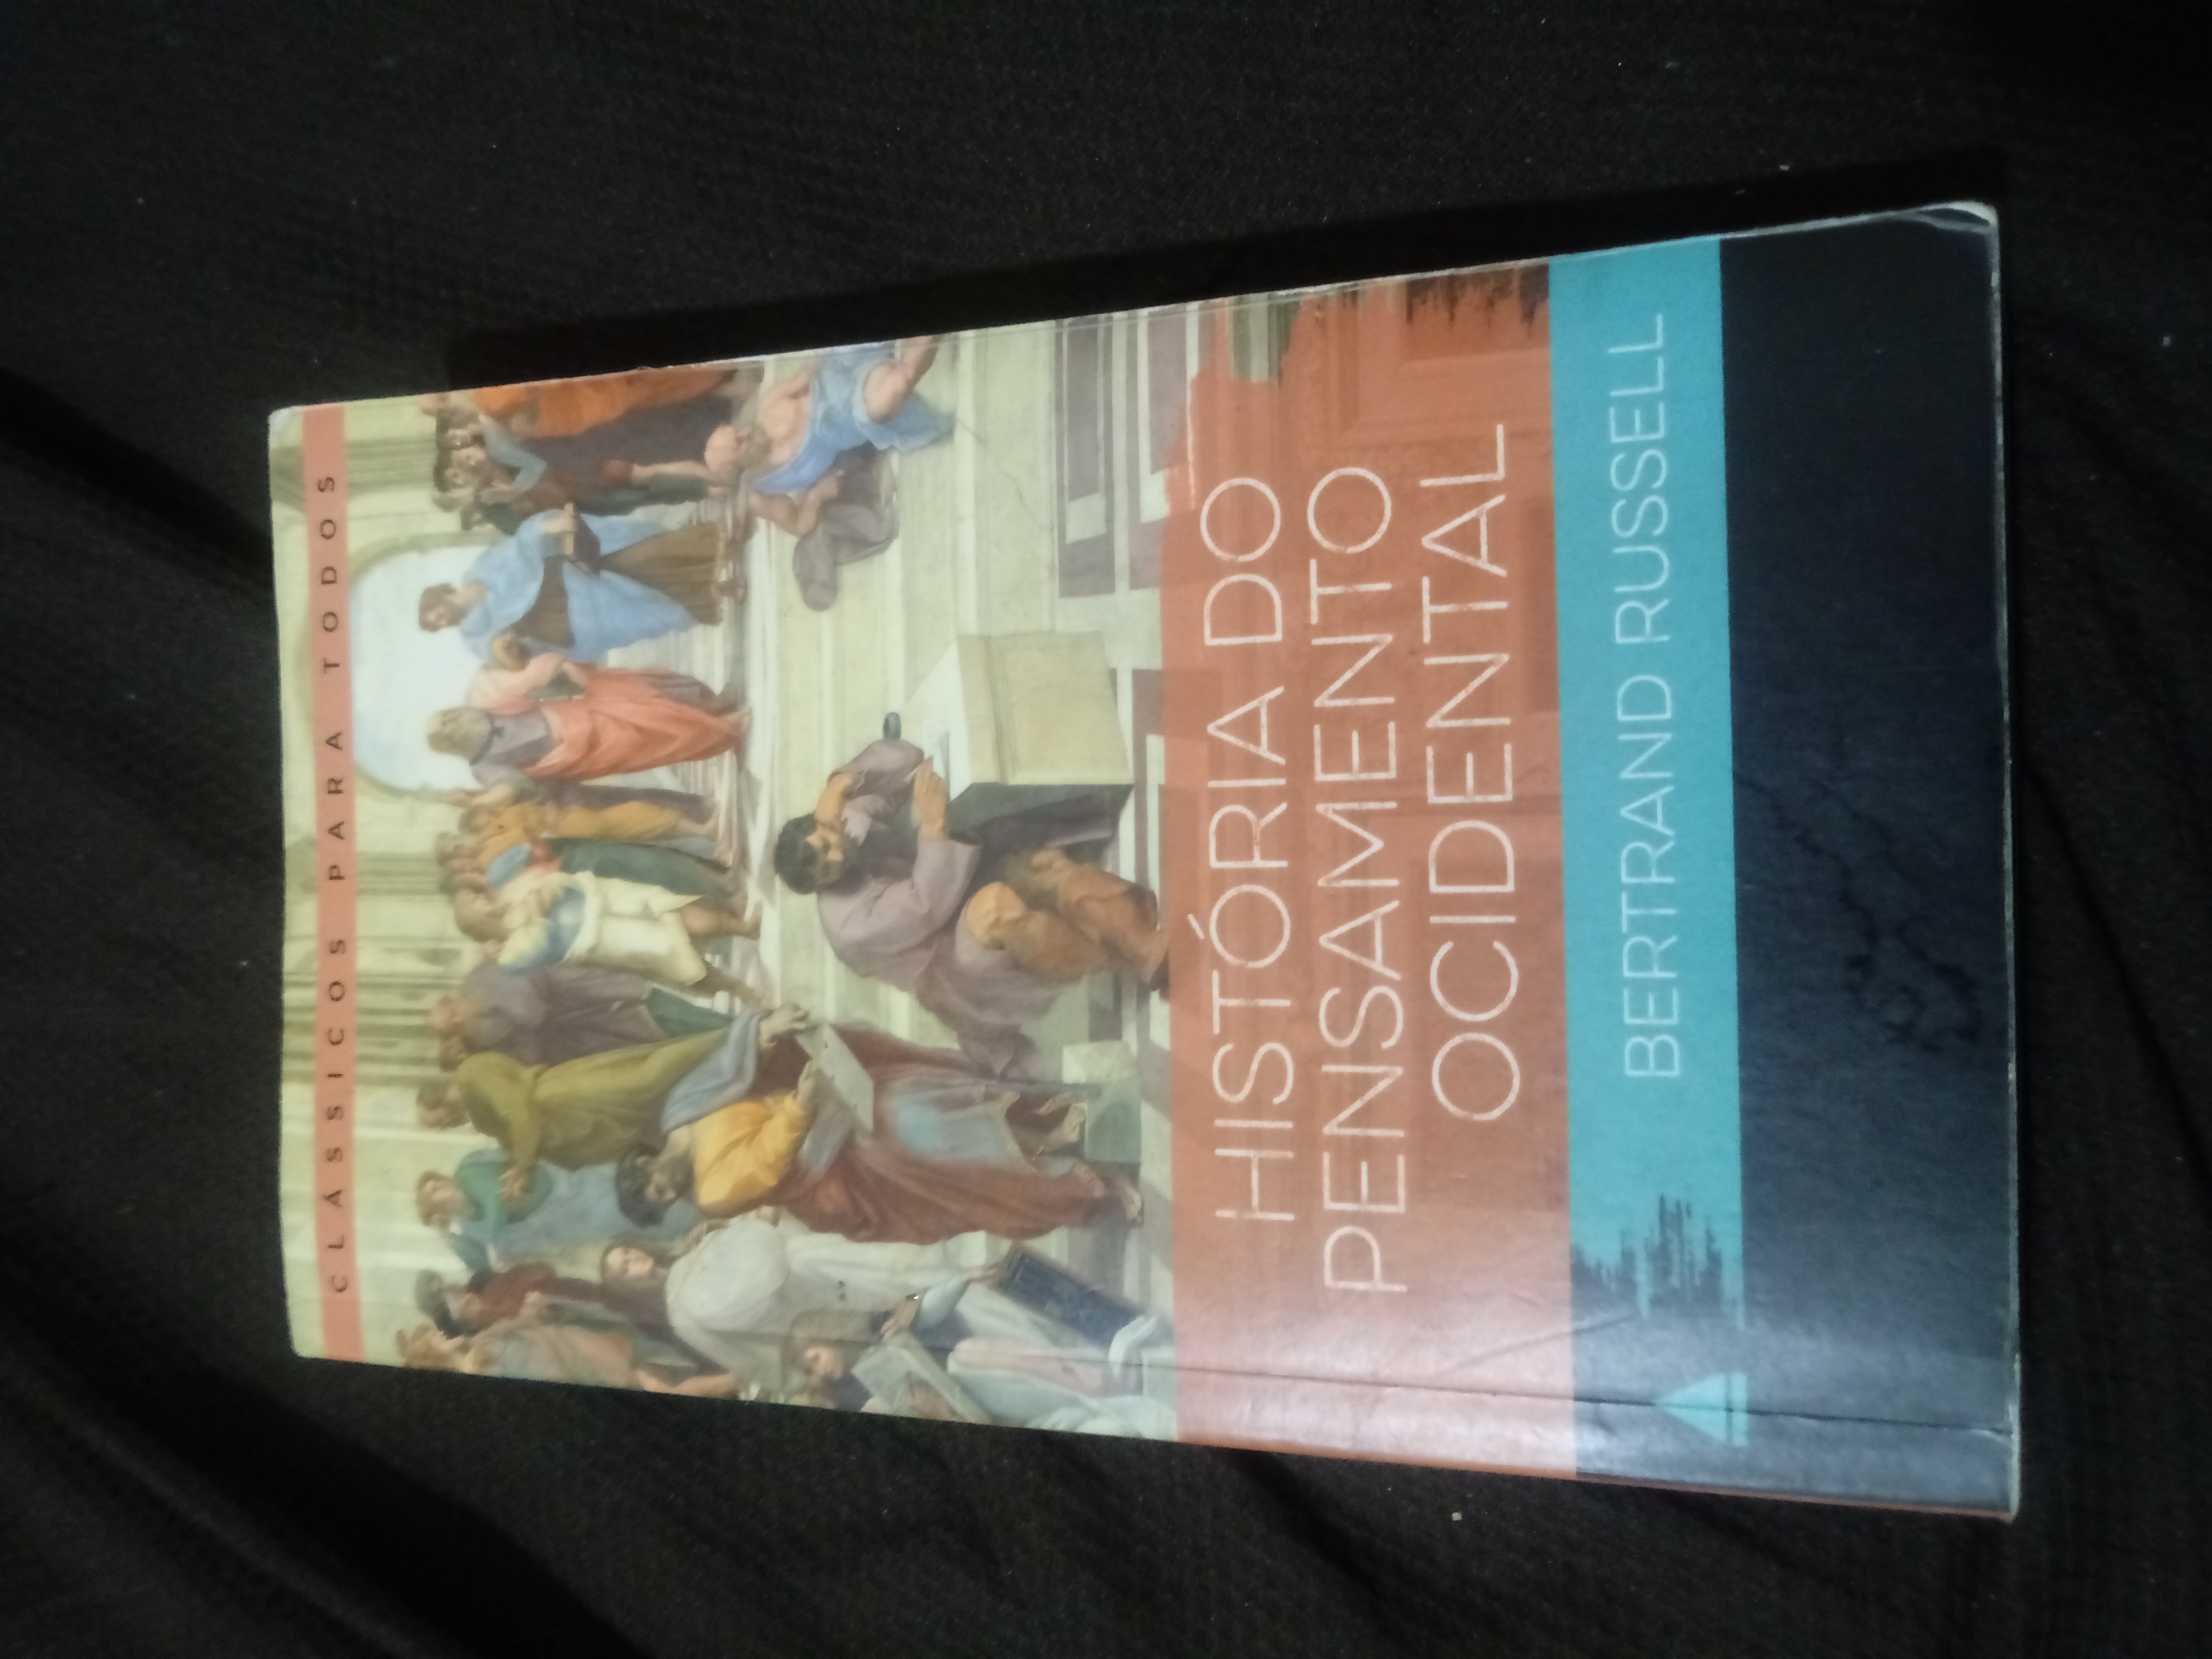 CLÁSSICOS PARA TODOS
HISTÓRIA DO
PENSAMENTO
OCIDENTAL
BERTRAND RUSSELL